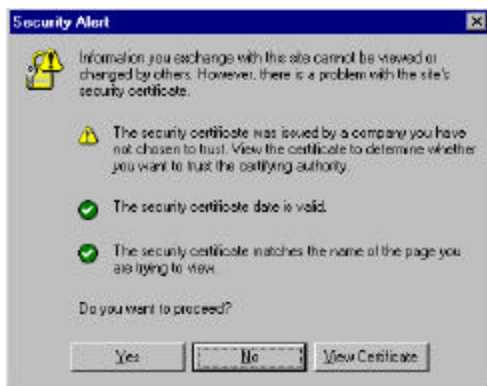 Security Alert
Information you exchange with this site cannot be viewed or
changed by others. However, there is a problem with the site's
security certificate.
The security certificate was issued by a company you have
not chosen to trust. View the certificate to determine whether
you want to trust the certifying authority.
The security certificate date is valid.
The security certificate matches the name of the page you
are trying to view.
Do you want to proceed?
Yes
No
View Certificate